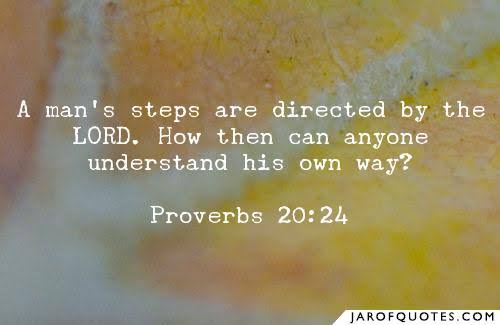 A man's steps are directed by the
LORD. How then can anyone
understand his own way?
Proverbs 20:24
JAROFQUOTES.COM